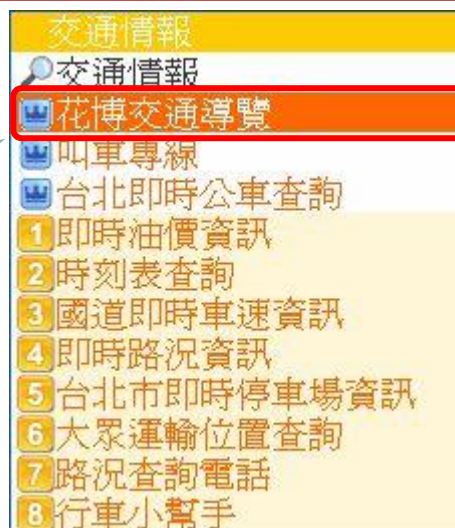 交通情報
交通情報
花博交通導覽
叫車專線
台北即時公車查詢
1即時油價資訊
2時刻表查詢
3國道即時車速資訊
4即時路況資訊
5台北市即時停車場資訊
6大眾運輸位置查詢
7路況查詢電話
8行車小幫手